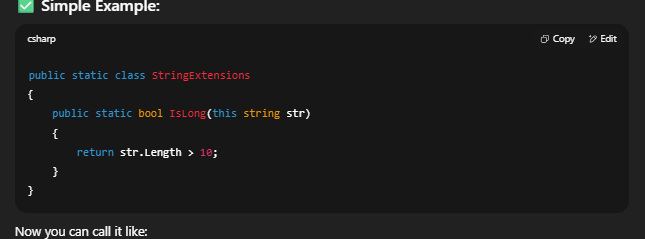 ✅ Simple Example:
csharp
Copy
Edit
public static class StringExtensions
{
    public static bool IsLong(this string str)
    {
        return str.Length > 10;
    }
}
Now you can call it like: